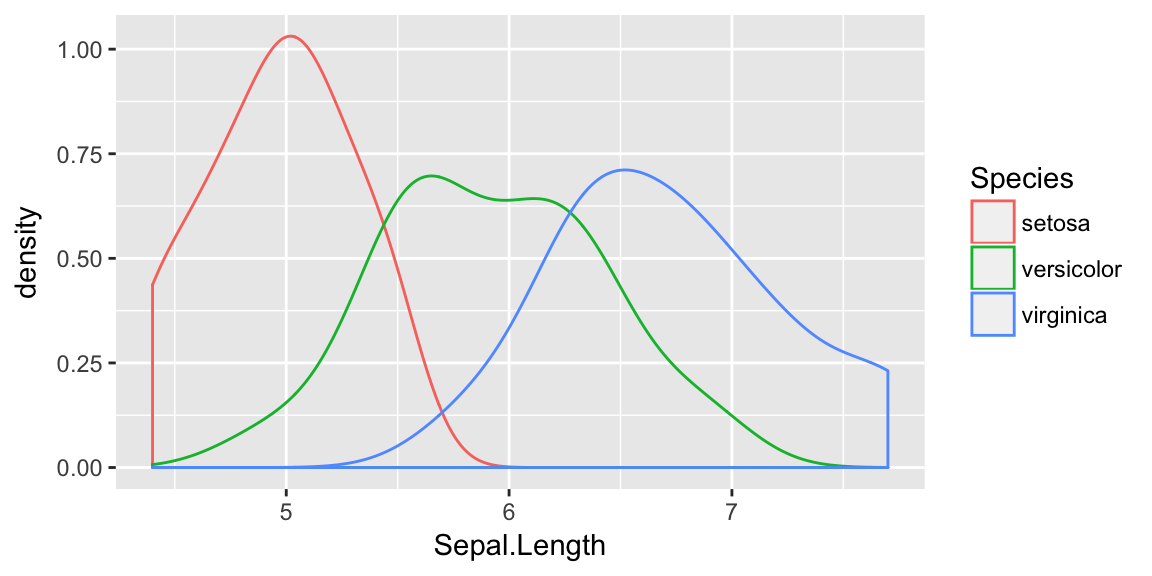 1.00
0.75
0.50
0.25
0.00
density
5 6 7
Sepal.Length
Species
setosa
versicolor
virginica